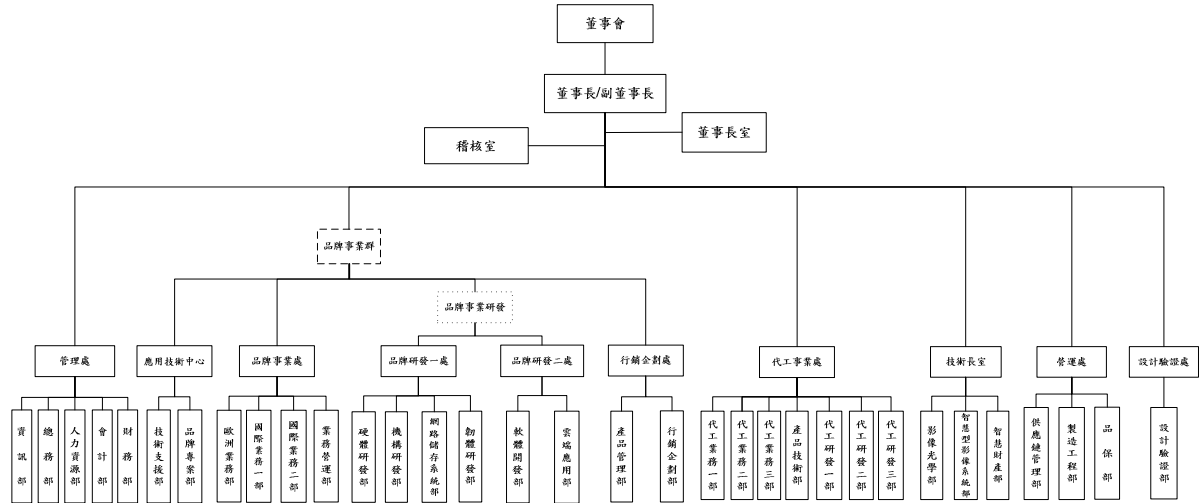 董事會
董事長/副董事長
稽核室
董事長室
品牌事業群
品牌事業研發
管理處
應用技術中心
品牌事業處
品牌研發一處
品牌研發二處
行銷企劃處
代工事業處
技術長室
營運處
設計驗證處
資訊部
總務部
人力資源部
會計部
財務部
技術支援部
品牌專案部
歐洲業務部
國際業務一部
國際業務二部
業務營運部
硬體研發部
機構研發部
網路儲存系統部
韌體研發部
軟體開發部
雲端應用部
產品管理部
行銷企劃部
代工業務一部
代工業務二部
代工業務三部
產品技術部
代工研發一部
代工研發二部
代工研發三部
影像光學部
智慧型影像系統部
智慧財產部
供應鏈管理部
製造工程部
品保部
設計驗證部